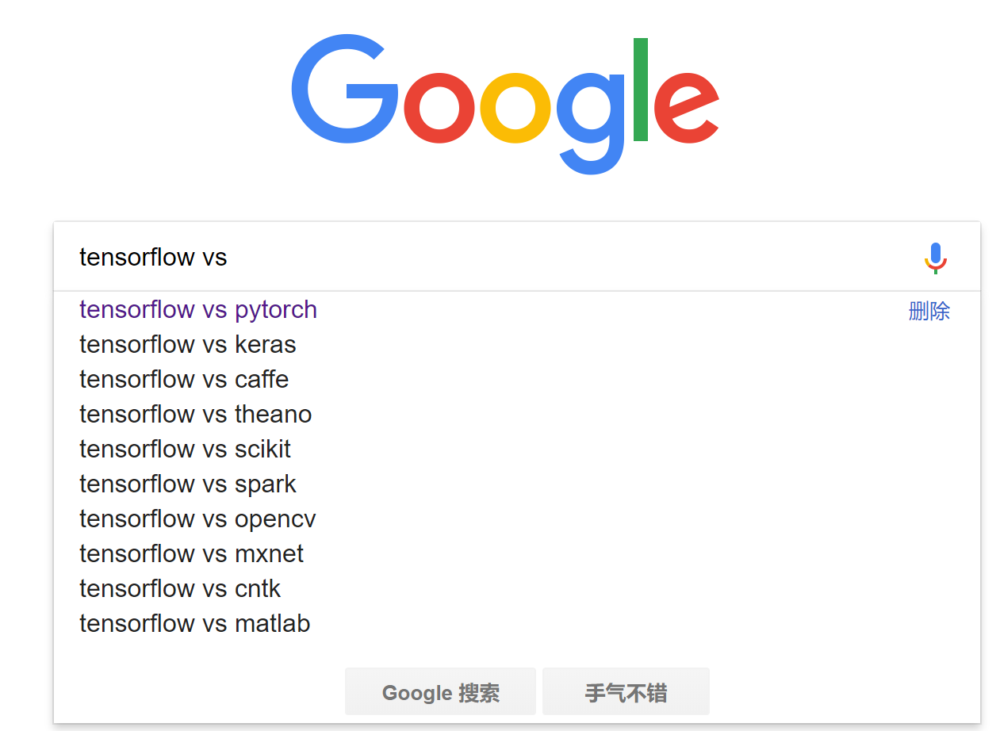 Google
tensorflow vs
tensorflow vs pytorch 删除
tensorflow vs keras
tensorflow vs caffe
tensorflow vs theano
tensorflow vs scikit
tensorflow vs spark
tensorflow vs opencv
tensorflow vs mxnet
tensorflow vs cntk
tensorflow vs matlab
Google 搜索 手气不错